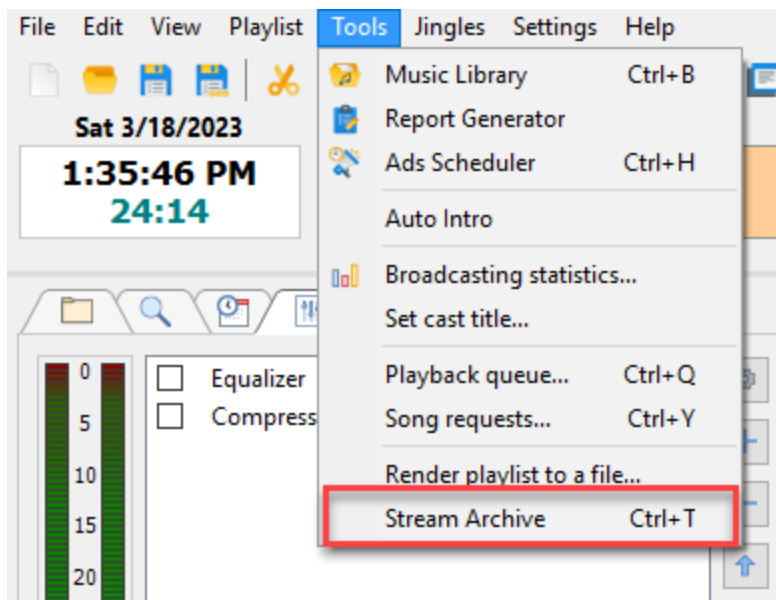 File Edit View Playlist Tools Jingles Settings Help
Music Library Ctrl+B
Report Generator
Ads Scheduler Ctrl+H
Auto Intro
Broadcasting statistics...
Set cast title...
Playback queue... Ctrl+Q
Song requests... Ctrl+Y
Render playlist to a file...
Stream Archive Ctrl+T
Sat 3/18/2023
1:35:46 PM
24:14
0
5
10
15
20
Equalizer
Compress